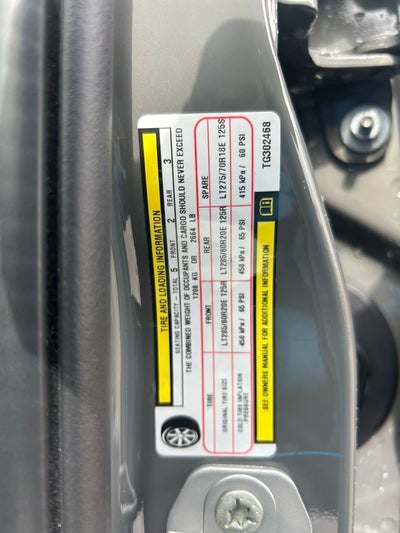 TIRE AND LOADING INFORMATION
SEATING CAPACITY - TOTAL 5 FRONT 2 REAR 3
THE COMBINED WEIGHT OF OCCUPANTS AND CARGO SHOULD NEVER EXCEED
1208 KG OR 2664 LB
TIRE FRONT REAR SPARE
ORIGINAL TIRE SIZE LT285/60R20E 125R LT285/60R20E 125R LT275/70R18E 125S
COLD TIRE INFLATION PRESSURE 450 kPa / 65 PSI 450 kPa / 65 PSI 415 kPa / 60 PSI
SEE OWNERS MANUAL FOR ADDITIONAL INFORMATION
TG302468